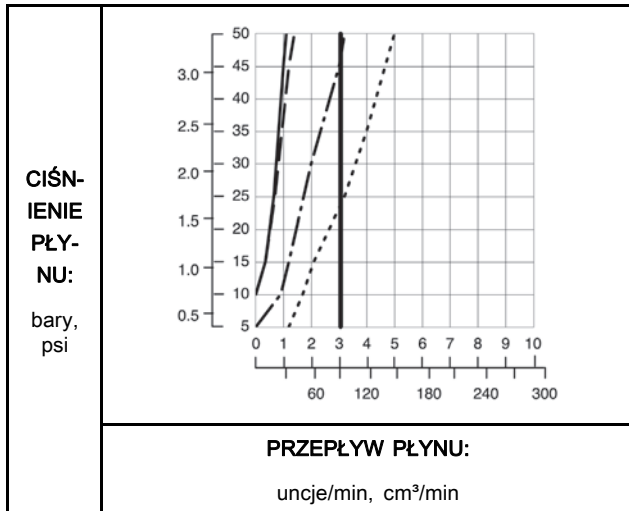 CIŚN-
IENIE
PŁY-
NU:
bary,
psi
50
45
40
35
30
25
20
15
10
5
3.0
2.5
2.0
1.5
1.0
0.5
0 1 2 3 4 5 6 7 8 9 10
60 120 180 240 300
PRZEPŁYW PŁYNU:
uncje/min, cm³/min